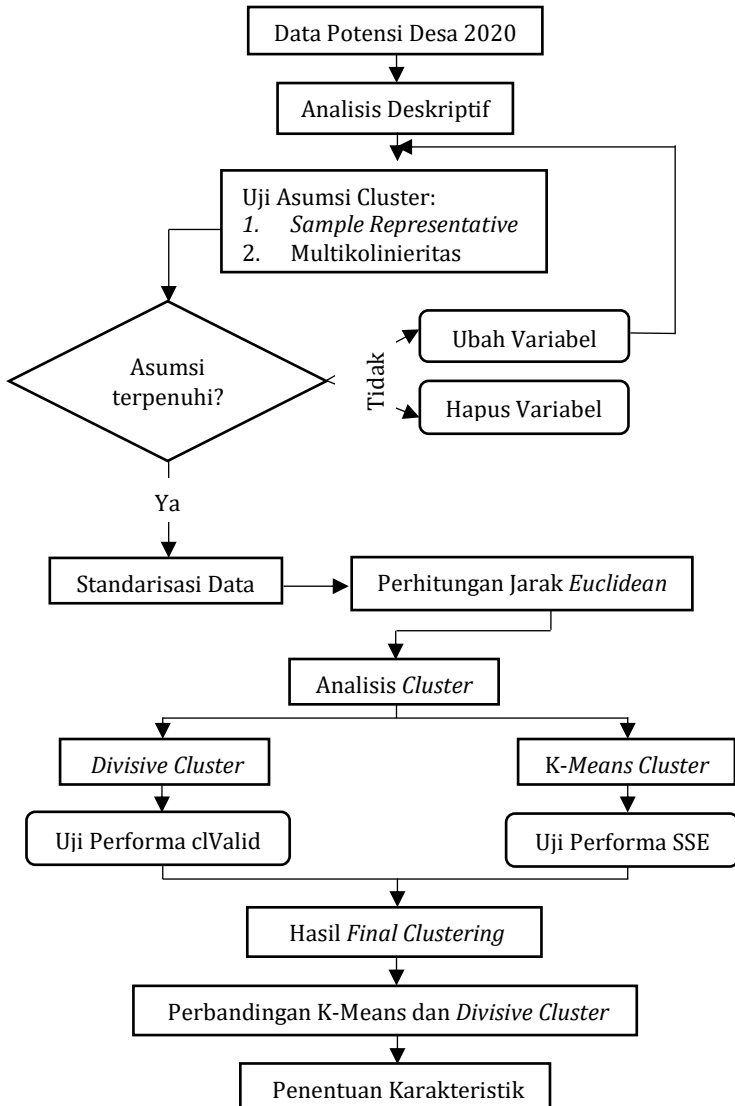 Data Potensi Desa 2020
Analisis Deskriptif
Uji Asumsi Cluster:
1. Sample Representative
2. Multikolinieritas
Asumsi
terpenuhi?
Tidak
Ubah Variabel
Hapus Variabel
Ya
Standarisasi Data
Perhitungan Jarak Euclidean
Analisis Cluster
Divisive Cluster
K-Means Cluster
Uji Performa clValid
Uji Performa SSE
Hasil Final Clustering
Perbandingan K-Means dan Divisive Cluster
Penentuan Karakteristik